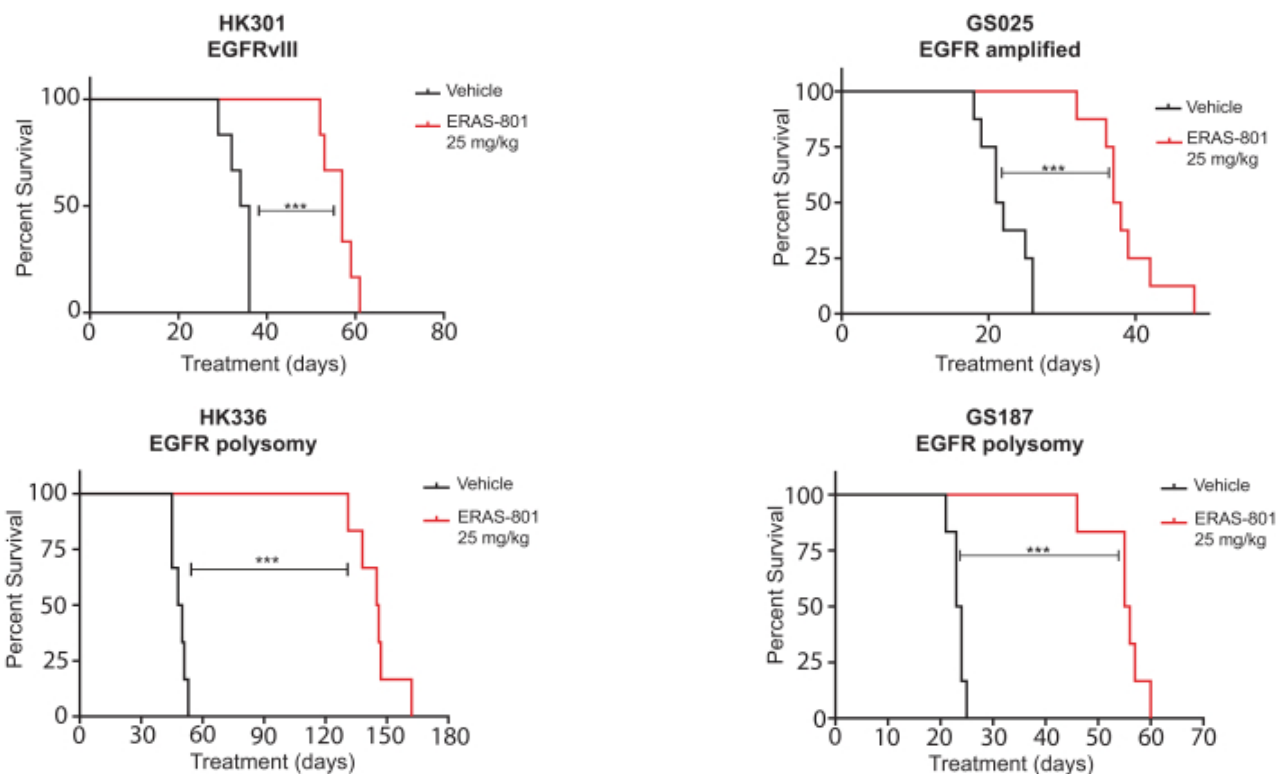 HK301
EGFRvIII
Percent Survival
100
50
0
0 20 40 60 80
Treatment (days)
***
Vehicle
ERAS-801
25 mg/kg
GS025
EGFR amplified
Percent Survival
100
75
50
25
0
0 20 40
Treatment (days)
***
Vehicle
ERAS-801
25 mg/kg
HK336
EGFR polysomy
Percent Survival
100
75
50
25
0
0 30 60 90 120 150 180
Treatment (days)
***
Vehicle
ERAS-801
25 mg/kg
GS187
EGFR polysomy
Percent Survival
100
75
50
25
0
0 10 20 30 40 50 60 70
Treatment (days)
***
Vehicle
ERAS-801
25 mg/kg